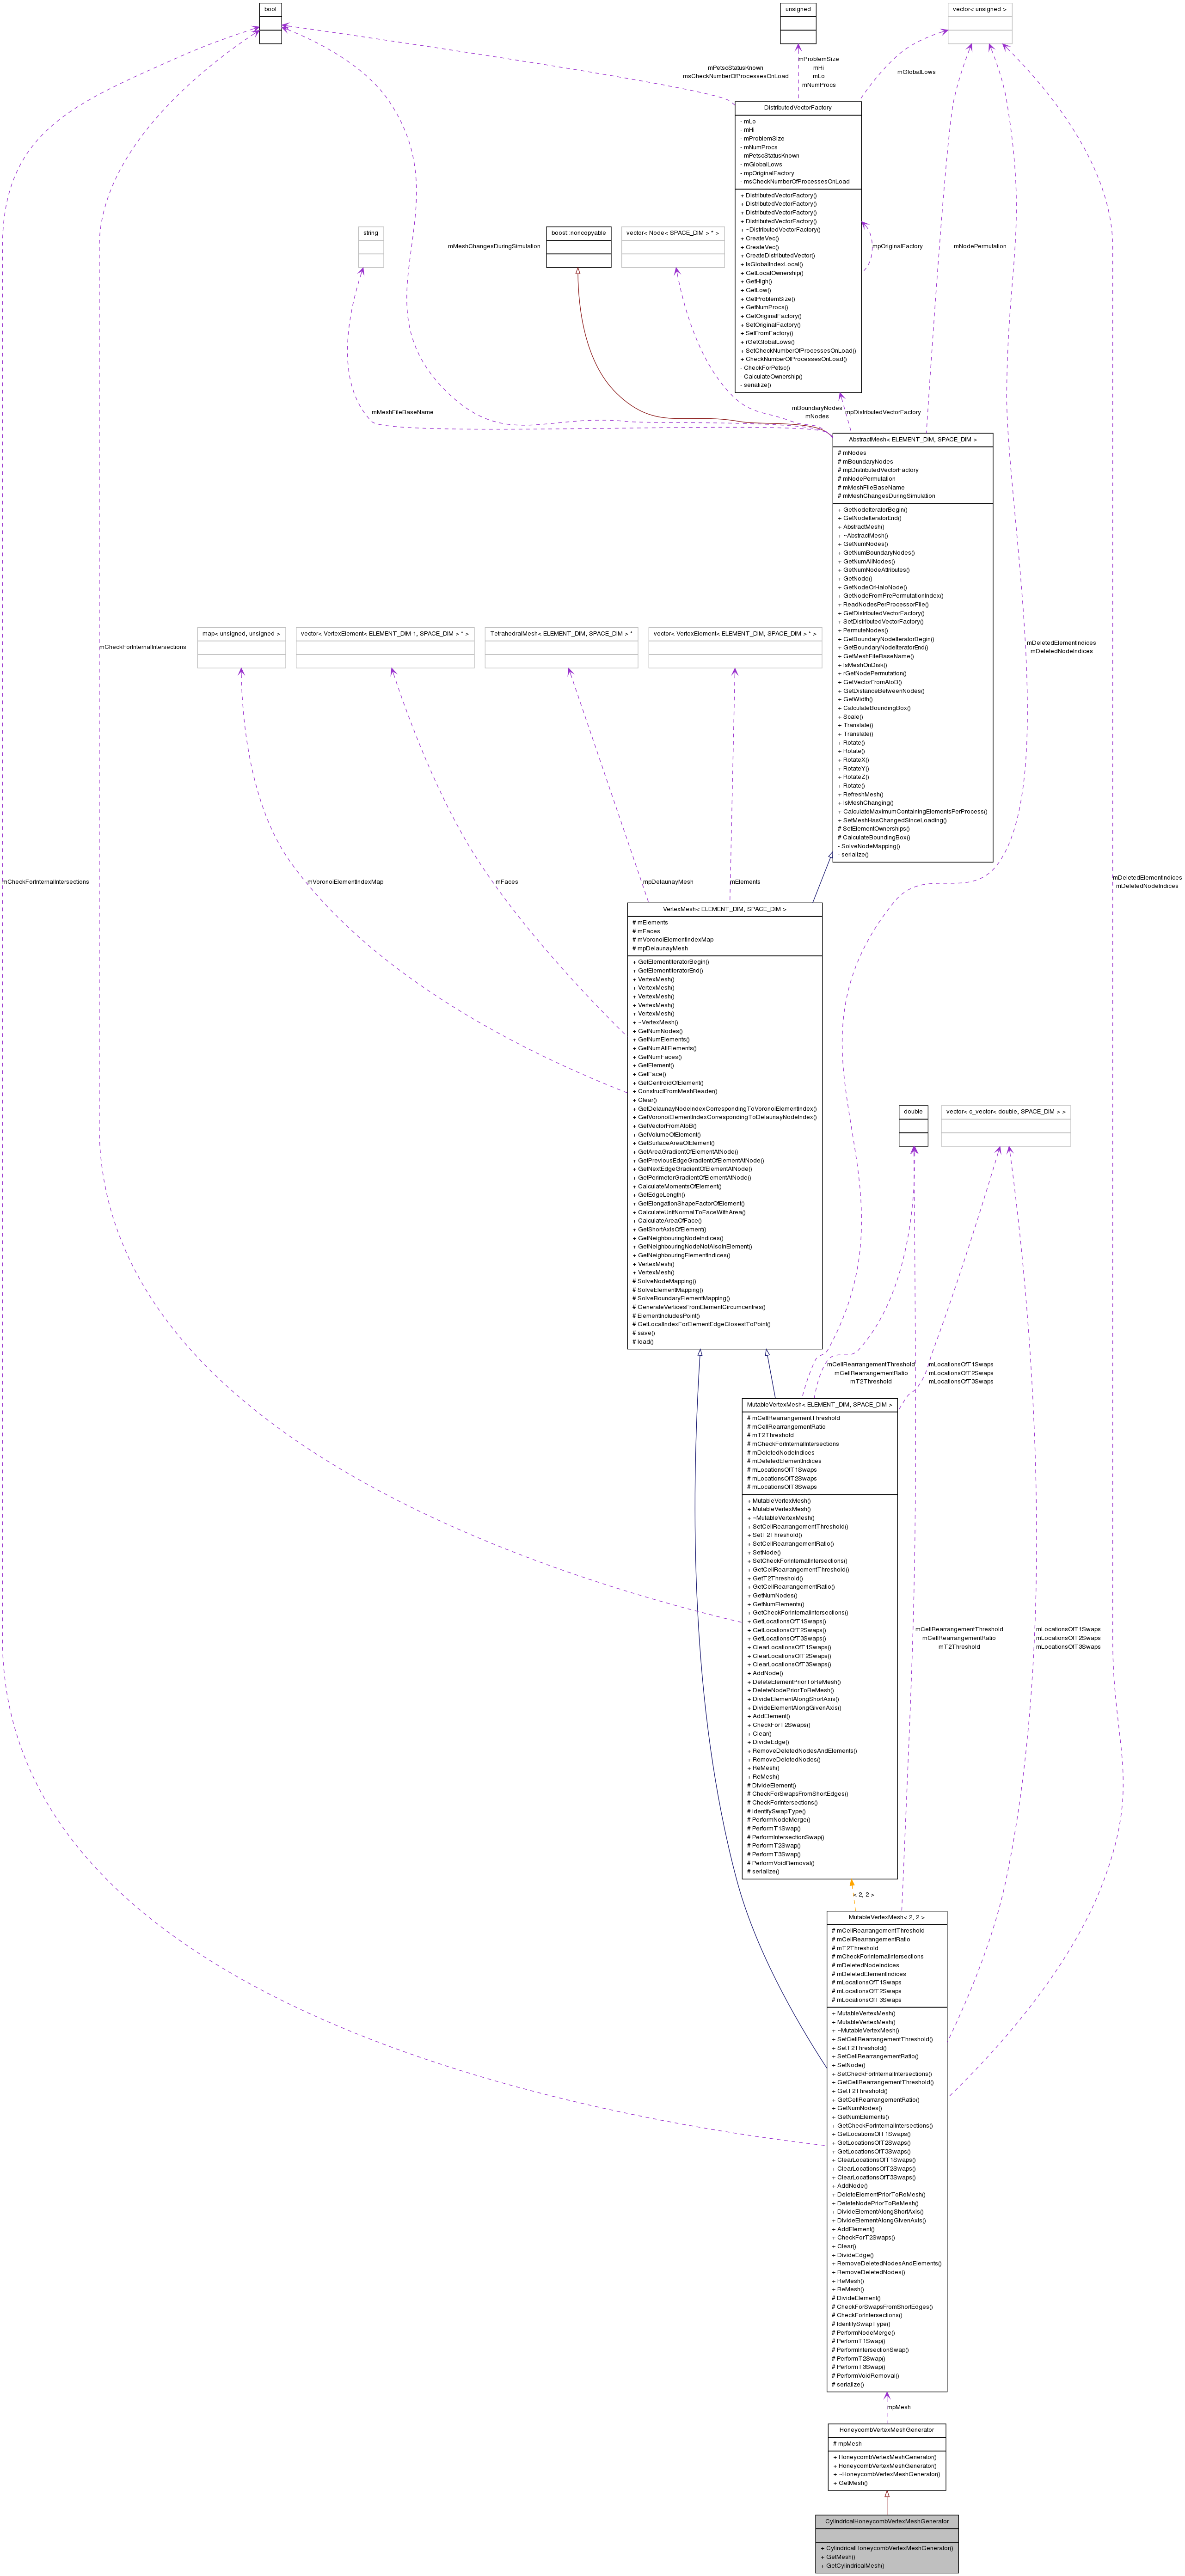 bool
unsigned
vector< unsigned >
mPetscStatusKnown
msCheckNumberOfProcessesOnLoad
mProblemSize
mHi
mLo
mNumProcs
mGlobalLows
DistributedVectorFactory
- mLo
- mHi
- mProblemSize
- mNumProcs
- mPetscStatusKnown
- mGlobalLows
- mpOriginalFactory
- msCheckNumberOfProcessesOnLoad
+ DistributedVectorFactory()
+ DistributedVectorFactory()
+ DistributedVectorFactory()
+ DistributedVectorFactory()
+ ~DistributedVectorFactory()
+ CreateVec()
+ CreateVec()
+ CreateDistributedVector()
+ IsGlobalIndexLocal()
+ GetLocalOwnership()
+ GetHigh()
+ GetLow()
+ GetProblemSize()
+ GetNumProcs()
+ GetOriginalFactory()
+ SetOriginalFactory()
+ SetFromFactory()
+ rGetGlobalLows()
+ SetCheckNumberOfProcessesOnLoad()
+ CheckNumberOfProcessesOnLoad()
- CheckForPetsc()
- CalculateOwnership()
- serialize()
string
mMeshChangesDuringSimulation
boost::noncopyable
vector< Node< SPACE_DIM > * >
mpOriginalFactory
mNodePermutation
mMeshFileBaseName
mBoundaryNodes
mNodes
mpDistributedVectorFactory
AbstractMesh< ELEMENT_DIM, SPACE_DIM >
# mNodes
# mBoundaryNodes
# mpDistributedVectorFactory
# mNodePermutation
# mMeshFileBaseName
# mMeshChangesDuringSimulation
+ GetNodeIteratorBegin()
+ GetNodeIteratorEnd()
+ AbstractMesh()
+ ~AbstractMesh()
+ GetNumNodes()
+ GetNumBoundaryNodes()
+ GetNumAllNodes()
+ GetNumNodeAttributes()
+ GetNode()
+ GetNodeOrHaloNode()
+ GetNodeFromPrePermutationIndex()
+ ReadNodesPerProcessorFile()
+ GetDistributedVectorFactory()
+ SetDistributedVectorFactory()
+ PermuteNodes()
+ GetBoundaryNodeIteratorBegin()
+ GetBoundaryNodeIteratorEnd()
+ GetMeshFileBaseName()
+ IsMeshOnDisk()
+ rGetNodePermutation()
+ GetVectorFromAtoB()
+ GetDistanceBetweenNodes()
+ GetWidth()
+ CalculateBoundingBox()
+ Scale()
+ Translate()
+ Translate()
+ Rotate()
+ Rotate()
+ RotateX()
+ RotateY()
+ RotateZ()
+ Rotate()
+ RefreshMesh()
+ IsMeshChanging()
+ CalculateMaximumContainingElementsPerProcess()
+ SetMeshHasChangedSinceLoading()
# SetElementOwnerships()
# CalculateBoundingBox()
- SolveNodeMapping()
- serialize()
map< unsigned, unsigned >
vector< VertexElement< ELEMENT_DIM-1, SPACE_DIM > * >
TetrahedralMesh< ELEMENT_DIM, SPACE_DIM > *
vector< VertexElement< ELEMENT_DIM, SPACE_DIM > * >
mCheckForInternalIntersections
mDeletedElementIndices
mDeletedNodeIndices
mCheckForInternalIntersections
mVoronoiElementIndexMap
mFaces
mpDelaunayMesh
mElements
mDeletedElementIndices
mDeletedNodeIndices
VertexMesh< ELEMENT_DIM, SPACE_DIM >
# mElements
# mFaces
# mVoronoiElementIndexMap
# mpDelaunayMesh
+ GetElementIteratorBegin()
+ GetElementIteratorEnd()
+ VertexMesh()
+ VertexMesh()
+ VertexMesh()
+ VertexMesh()
+ VertexMesh()
+ ~VertexMesh()
+ GetNumNodes()
+ GetNumElements()
+ GetNumAllElements()
+ GetNumFaces()
+ GetElement()
+ GetFace()
+ GetCentroidOfElement()
+ ConstructFromMeshReader()
+ Clear()
+ GetDelaunayNodeIndexCorrespondingToVoronoiElementIndex()
+ GetVoronoiElementIndexCorrespondingToDelaunayNodeIndex()
+ GetVectorFromAtoB()
+ GetVolumeOfElement()
+ GetSurfaceAreaOfElement()
+ GetAreaGradientOfElementAtNode()
+ GetPreviousEdgeGradientOfElementAtNode()
+ GetNextEdgeGradientOfElementAtNode()
+ GetPerimeterGradientOfElementAtNode()
+ CalculateMomentsOfElement()
+ GetEdgeLength()
+ GetElongationShapeFactorOfElement()
+ CalculateUnitNormalToFaceWithArea()
+ CalculateAreaOfFace()
+ GetShortAxisOfElement()
+ GetNeighbouringNodeIndices()
+ GetNeighbouringNodeNotAlsoInElement()
+ GetNeighbouringElementIndices()
+ VertexMesh()
+ VertexMesh()
# SolveNodeMapping()
# SolveElementMapping()
# SolveBoundaryElementMapping()
# GenerateVerticesFromElementCircumcentres()
# ElementIncludesPoint()
# GetLocalIndexForElementEdgeClosestToPoint()
# save()
# load()
double
vector< c_vector< double, SPACE_DIM > >
mCellRearrangementThreshold
mCellRearrangementRatio
mT2Threshold
mLocationsOfT1Swaps
mLocationsOfT2Swaps
mLocationsOfT3Swaps
MutableVertexMesh< ELEMENT_DIM, SPACE_DIM >
# mCellRearrangementThreshold
# mCellRearrangementRatio
# mT2Threshold
# mCheckForInternalIntersections
# mDeletedNodeIndices
# mDeletedElementIndices
# mLocationsOfT1Swaps
# mLocationsOfT2Swaps
# mLocationsOfT3Swaps
+ MutableVertexMesh()
+ MutableVertexMesh()
+ ~MutableVertexMesh()
+ SetCellRearrangementThreshold()
+ SetT2Threshold()
+ SetCellRearrangementRatio()
+ SetNode()
+ SetCheckForInternalIntersections()
+ GetCellRearrangementThreshold()
+ GetT2Threshold()
+ GetCellRearrangementRatio()
+ GetNumNodes()
+ GetNumElements()
+ GetCheckForInternalIntersections()
+ GetLocationsOfT1Swaps()
+ GetLocationsOfT2Swaps()
+ GetLocationsOfT3Swaps()
+ ClearLocationsOfT1Swaps()
+ ClearLocationsOfT2Swaps()
+ ClearLocationsOfT3Swaps()
+ AddNode()
+ DeleteElementPriorToReMesh()
+ DeleteNodePriorToReMesh()
+ DivideElementAlongShortAxis()
+ DivideElementAlongGivenAxis()
+ AddElement()
+ CheckForT2Swaps()
+ Clear()
+ DivideEdge()
+ RemoveDeletedNodesAndElements()
+ RemoveDeletedNodes()
+ ReMesh()
+ ReMesh()
# DivideElement()
# CheckForSwapsFromShortEdges()
# CheckForIntersections()
# IdentifySwapType()
# PerformNodeMerge()
# PerformT1Swap()
# PerformIntersectionSwap()
# PerformT2Swap()
# PerformT3Swap()
# PerformVoidRemoval()
# serialize()
mCellRearrangementThreshold
mCellRearrangementRatio
mT2Threshold
mLocationsOfT1Swaps
mLocationsOfT2Swaps
mLocationsOfT3Swaps
< 2, 2 >
MutableVertexMesh< 2, 2 >
# mCellRearrangementThreshold
# mCellRearrangementRatio
# mT2Threshold
# mCheckForInternalIntersections
# mDeletedNodeIndices
# mDeletedElementIndices
# mLocationsOfT1Swaps
# mLocationsOfT2Swaps
# mLocationsOfT3Swaps
+ MutableVertexMesh()
+ MutableVertexMesh()
+ ~MutableVertexMesh()
+ SetCellRearrangementThreshold()
+ SetT2Threshold()
+ SetCellRearrangementRatio()
+ SetNode()
+ SetCheckForInternalIntersections()
+ GetCellRearrangementThreshold()
+ GetT2Threshold()
+ GetCellRearrangementRatio()
+ GetNumNodes()
+ GetNumElements()
+ GetCheckForInternalIntersections()
+ GetLocationsOfT1Swaps()
+ GetLocationsOfT2Swaps()
+ GetLocationsOfT3Swaps()
+ ClearLocationsOfT1Swaps()
+ ClearLocationsOfT2Swaps()
+ ClearLocationsOfT3Swaps()
+ AddNode()
+ DeleteElementPriorToReMesh()
+ DeleteNodePriorToReMesh()
+ DivideElementAlongShortAxis()
+ DivideElementAlongGivenAxis()
+ AddElement()
+ CheckForT2Swaps()
+ Clear()
+ DivideEdge()
+ RemoveDeletedNodesAndElements()
+ RemoveDeletedNodes()
+ ReMesh()
+ ReMesh()
# DivideElement()
# CheckForSwapsFromShortEdges()
# CheckForIntersections()
# IdentifySwapType()
# PerformNodeMerge()
# PerformT1Swap()
# PerformIntersectionSwap()
# PerformT2Swap()
# PerformT3Swap()
# PerformVoidRemoval()
# serialize()
mpMesh
HoneycombVertexMeshGenerator
# mpMesh
+ HoneycombVertexMeshGenerator()
+ HoneycombVertexMeshGenerator()
+ ~HoneycombVertexMeshGenerator()
+ GetMesh()
CylindricalHoneycombVertexMeshGenerator
+ CylindricalHoneycombVertexMeshGenerator()
+ GetMesh()
+ GetCylindricalMesh()